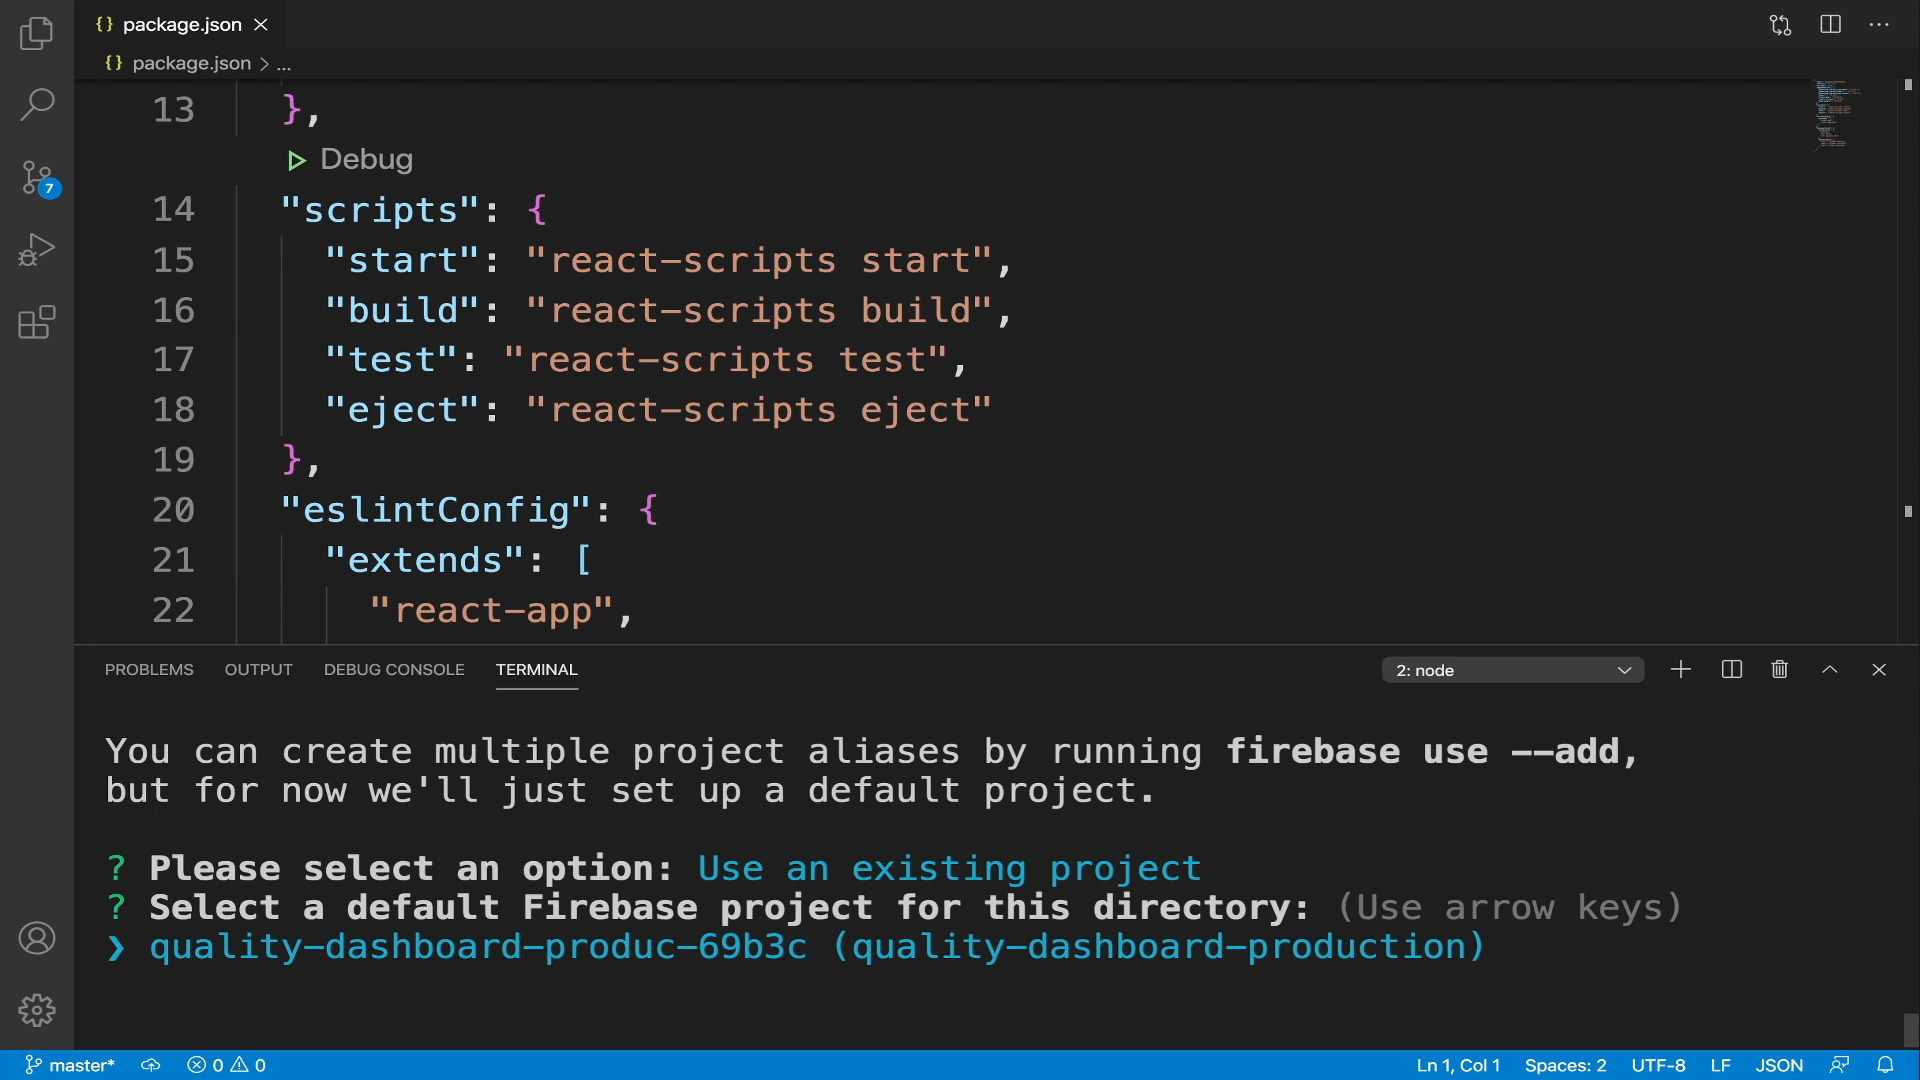 {} package.json
{} package.json > ...
13 },
Debug
14 "scripts": {
15 "start": "react-scripts start",
16 "build": "react-scripts build",
17 "test": "react-scripts test",
18 "eject": "react-scripts eject"
19 },
20 "eslintConfig": {
21 "extends": [
22 "react-app",
7
PROBLEMS OUTPUT DEBUG CONSOLE TERMINAL 2: node
You can create multiple project aliases by running firebase use --add,
but for now we'll just set up a default project.
? Please select an option: Use an existing project
? Select a default Firebase project for this directory: (Use arrow keys)
❯ quality-dashboard-produc-69b3c (quality-dashboard-production)
master* 0 0 Ln 1, Col 1 Spaces: 2 UTF-8 LF JSON